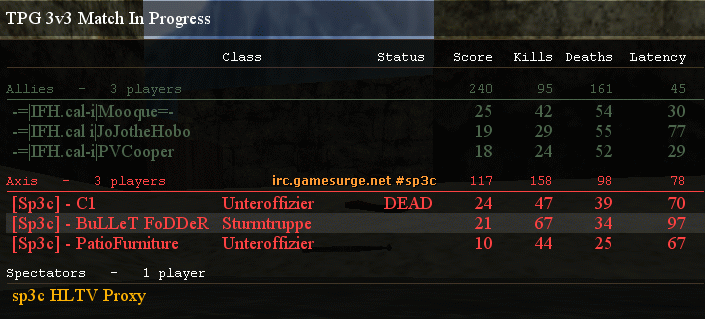 TPG 3v3 Match In Progress
Class Status Score Kills Deaths Latency
Allies - 3 players 240 95 161 45
-=|IFH.cal-i|Mooque=- 25 42 54 30
-=|IFH.cal i|JoJotheHobo 19 29 55 77
-=|IFH.cal-i|PVCooper 18 24 52 29
Axis - 3 players irc.gamesurge.net #sp3c 117 158 98 78
[Sp3c] - C1 Unteroffizier DEAD 24 47 39 70
[Sp3c] - BuLLeT FoDDeR Sturmtruppe 21 67 34 97
[Sp3c] - PatioFurniture Unteroffizier 10 44 25 67
Spectators - 1 player
sp3c HLTV Proxy